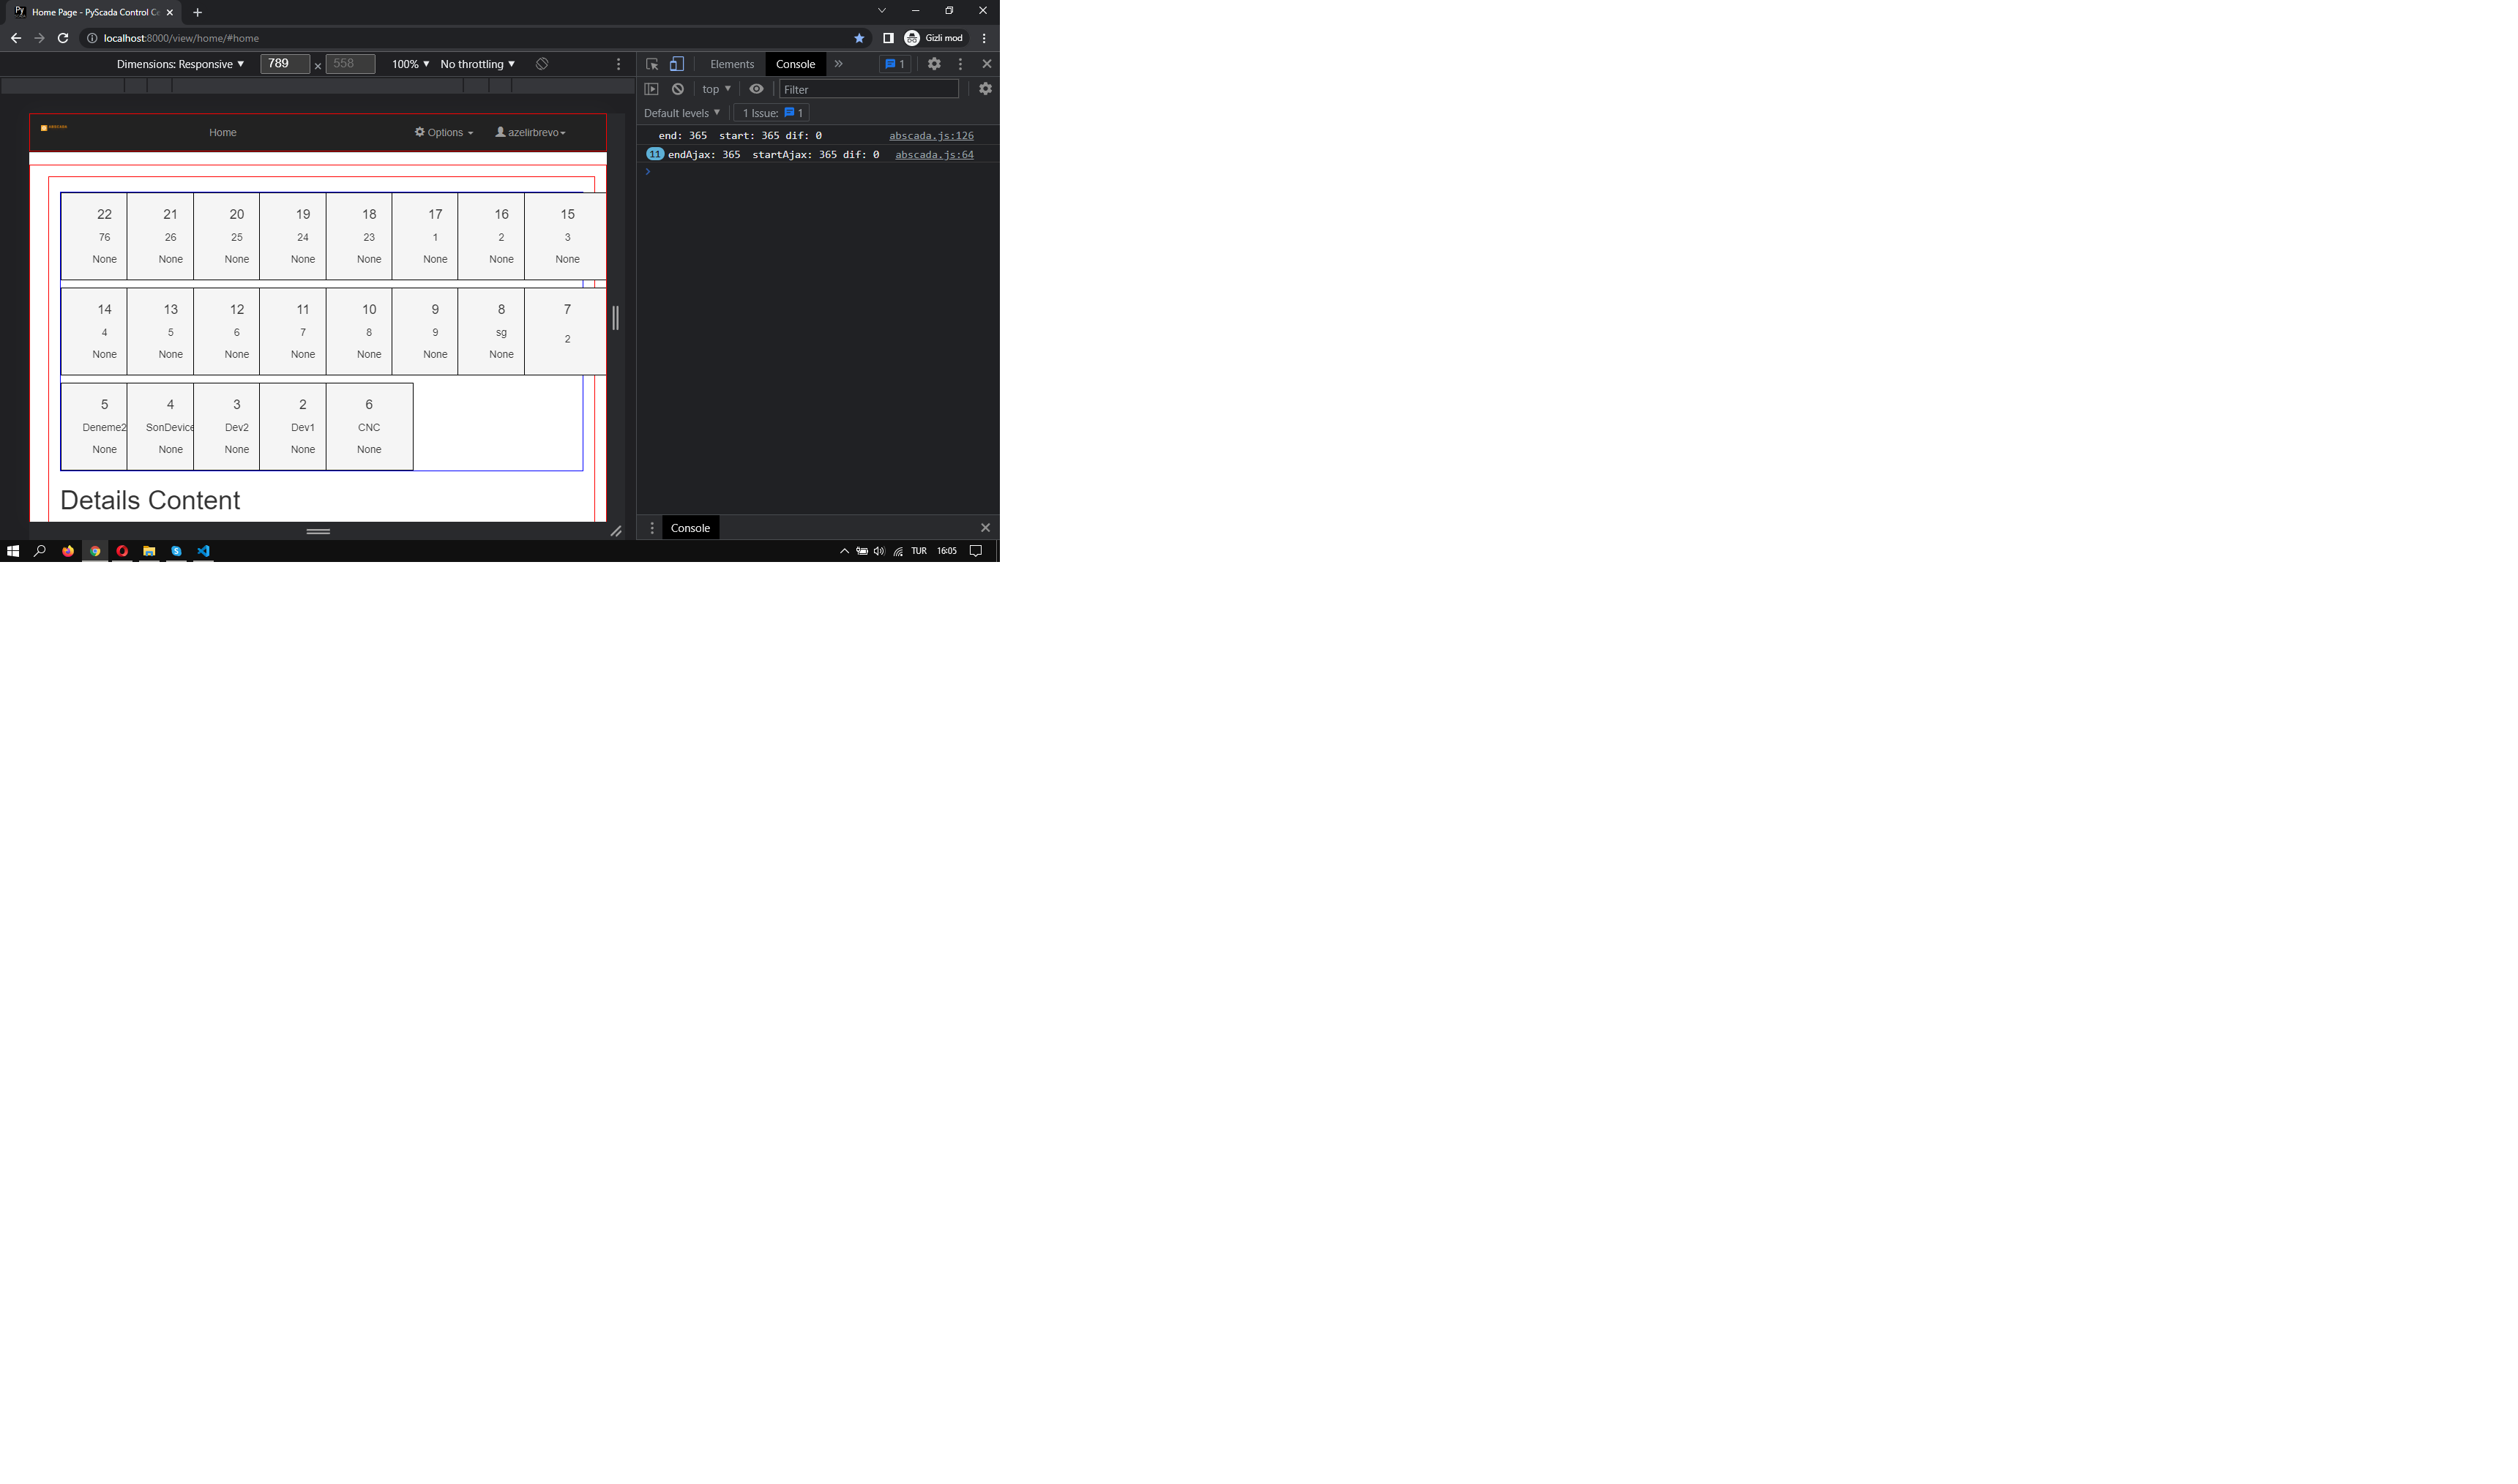 Home Page - PyScada Control Ce
localhost:8000/view/home/#home
Gizli mod
Dimensions: Responsive 789 × 558 100% No throttling
Elements Console 1
top Filter
Default levels 1 Issue: 1
end: 365 start: 365 dif: 0 abscada.js:126
11 endAjax: 365 startAjax: 365 dif: 0 abscada.js:64
Home Options azelirbrevo
22 21 20 19 18 17 16 15
76 26 25 24 23 1 2 3
None None None None None None None None
14 13 12 11 10 9 8 7
4 5 6 7 8 9 sg 2
None None None None None None None
5 4 3 2 6
Deneme2 SonDevice Dev2 Dev1 CNC
None None None None None
Details Content
Console
TUR 16:05